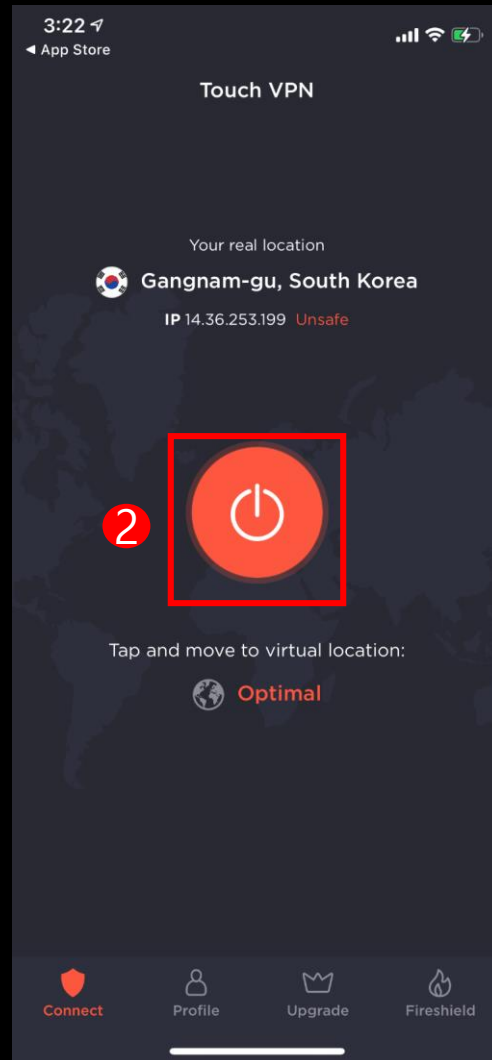 3:22
◀ App Store
Touch VPN
Your real location
Gangnam-gu, South Korea
IP 14.36.253.199 Unsafe
2
Tap and move to virtual location:
Optimal
Connect Profile Upgrade Fireshield